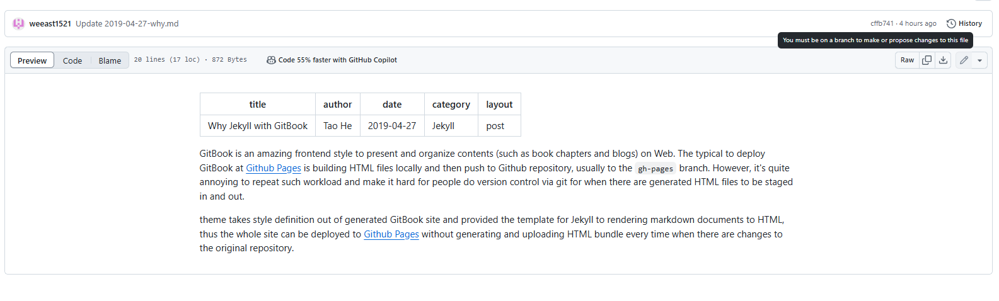 weeast1521 Update 2019-04-27-why.md
cffb741 · 4 hours ago History
You must be on a branch to make or propose changes to this file
Preview Code Blame 20 lines (17 loc) · 872 Bytes Code 55% faster with GitHub Copilot Raw
title author date category layout
Why Jekyll with GitBook Tao He 2019-04-27 Jekyll post
GitBook is an amazing frontend style to present and organize contents (such as book chapters and blogs) on Web. The typical to deploy
GitBook at Github Pages is building HTML files locally and then push to Github repository, usually to the gh-pages branch. However, it's quite
annoying to repeat such workload and make it hard for people do version control via git for when there are generated HTML files to be staged
in and out.
theme takes style definition out of generated GitBook site and provided the template for Jekyll to rendering markdown documents to HTML,
thus the whole site can be deployed to Github Pages without generating and uploading HTML bundle every time when there are changes to
the original repository.